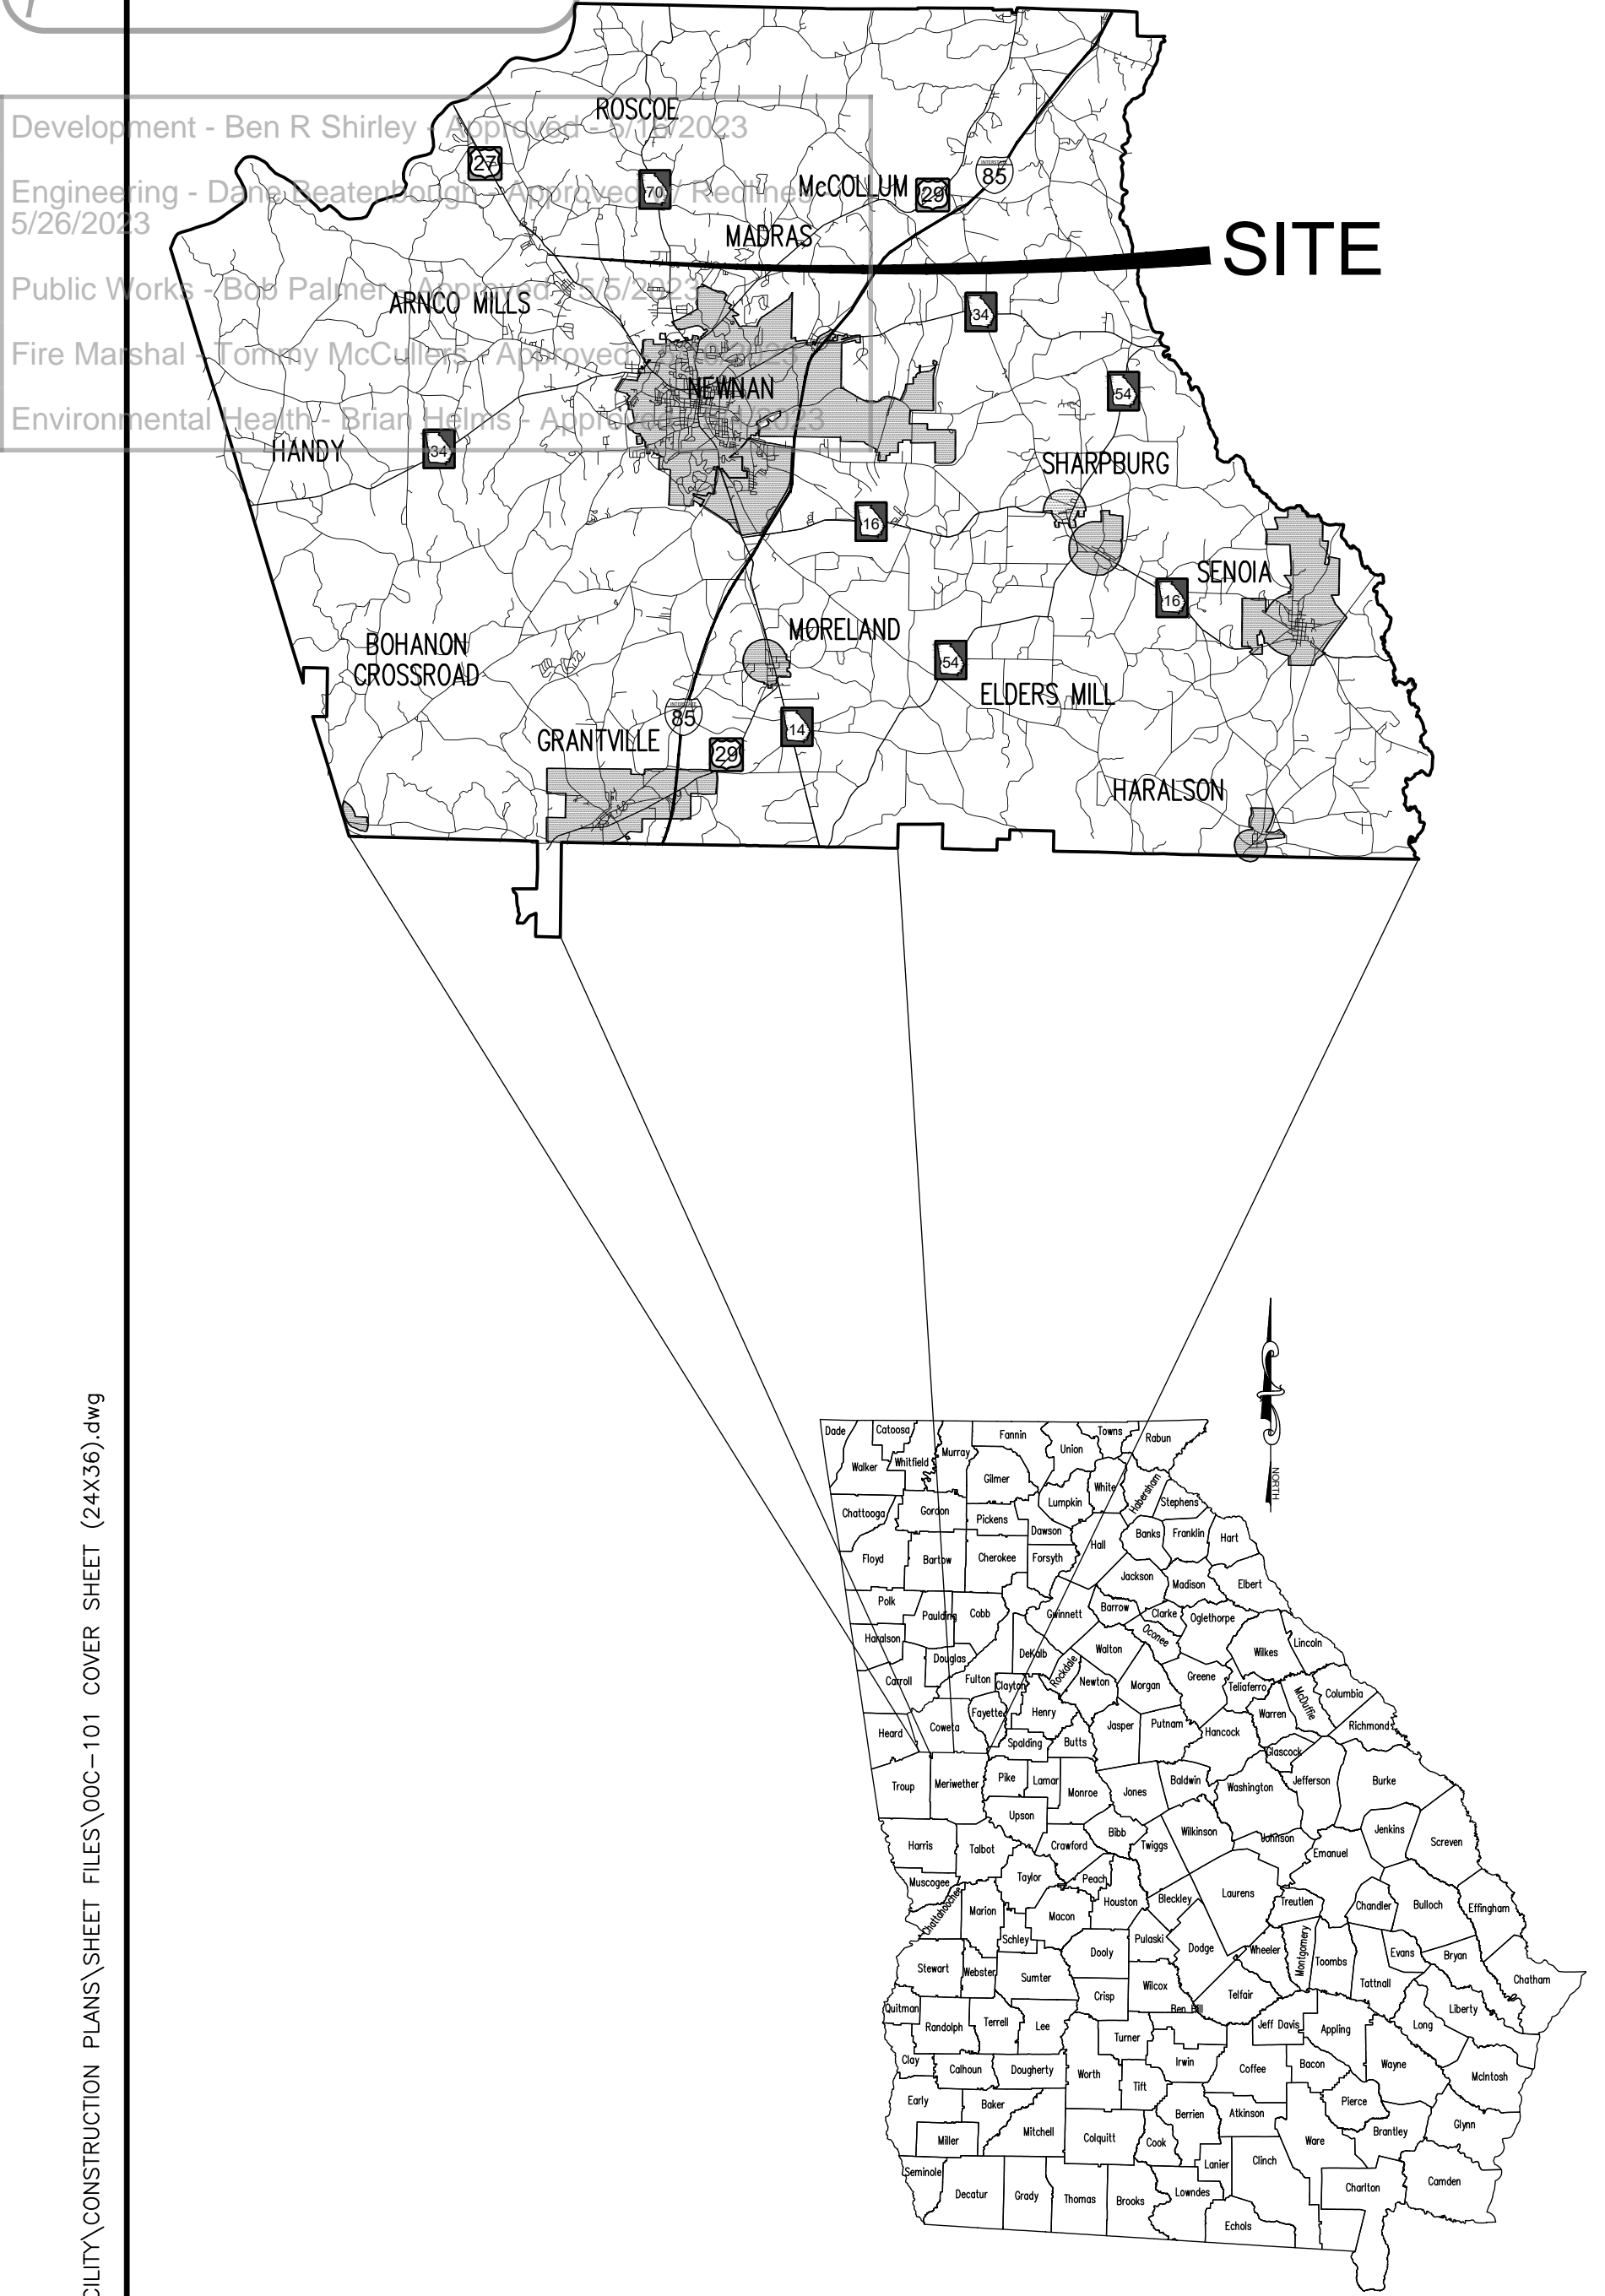 Development - Ben R Shirley - Approved - 5/16/2023
Engineering - Dane Beatenbough - Approved w/ Redlines
5/26/2023
Public Works - Bob Palmer - Approved - 5/5/2023
Fire Marshal - Tommy McCullers - Approved
Environmental Health - Brian Helms - Approved
ROSCOE
27
70
McCOLLUM
29
INTERSTATE
85
MADRAS
SITE
ARNCO MILLS
34
NEWNAN
54
HANDY
34
SHARPBURG
16
SENOIA
16
MORELAND
BOHANON
CROSSROAD
54
ELDERS MILL
INTERSTATE
85
14
GRANTVILLE
29
HARALSON
NORTH
Dade
Catoosa
Fannin
Towns
Rabun
Union
Murray
Walker
Whitfield
Gilmer
White
Habersham
Lumpkin
Stephens
Chattooga
Gordon
Pickens
Dawson
Hall
Banks
Franklin
Hart
Floyd
Bartow
Cherokee
Forsyth
Jackson
Madison
Elbert
Polk
Paulding
Cobb
Gwinnett
Barrow
Clarke
Oglethorpe
Oconee
Haralson
Douglas
DeKalb
Walton
Wilkes
Lincoln
Carroll
Fulton
Clayton
Rockdale
Newton
Morgan
Greene
Teliaferro
McDuffie
Columbia
Heard
Coweta
Fayette
Henry
Jasper
Putnam
Hancock
Warren
Richmond
Spalding
Butts
Glascock
Troup
Meriwether
Pike
Lamar
Monroe
Jones
Baldwin
Washington
Jefferson
Burke
Upson
Harris
Talbot
Crawford
Bibb
Twiggs
Wilkinson
Johnson
Emanuel
Jenkins
Screven
Muscogee
Chattahoochee
Taylor
Peach
Marion
Macon
Houston
Bleckley
Laurens
Treutlen
Chandler
Bulloch
Effingham
Schley
Dooly
Pulaski
Dodge
Wheeler
Montgomery
Toombs
Evans
Bryan
Stewart
Webster
Sumter
Crisp
Wilcox
Telfair
Tattnall
Chatham
Quitman
Ben Hill
Liberty
Randolph
Terrell
Lee
Turner
Jeff Davis
Appling
Long
Clay
Calhoun
Dougherty
Worth
Irwin
Coffee
Bacon
Wayne
McIntosh
Tift
Early
Baker
Berrien
Atkinson
Pierce
Miller
Mitchell
Colquitt
Cook
Ware
Brantley
Glynn
Seminole
Lanier
Clinch
Charlton
Camden
Decatur
Grady
Thomas
Brooks
Lowndes
Echols
CILITY\CONSTRUCTION PLANS\SHEET FILES\00C-101 COVER SHEET (24X36).dwg